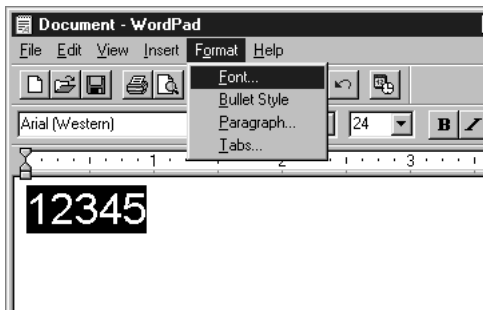 Document - WordPad
File Edit View Insert Format Help
Font...
Bullet Style
Paragraph...
Tabs...
Arial (Western) 24 B I
1 2 3
12345